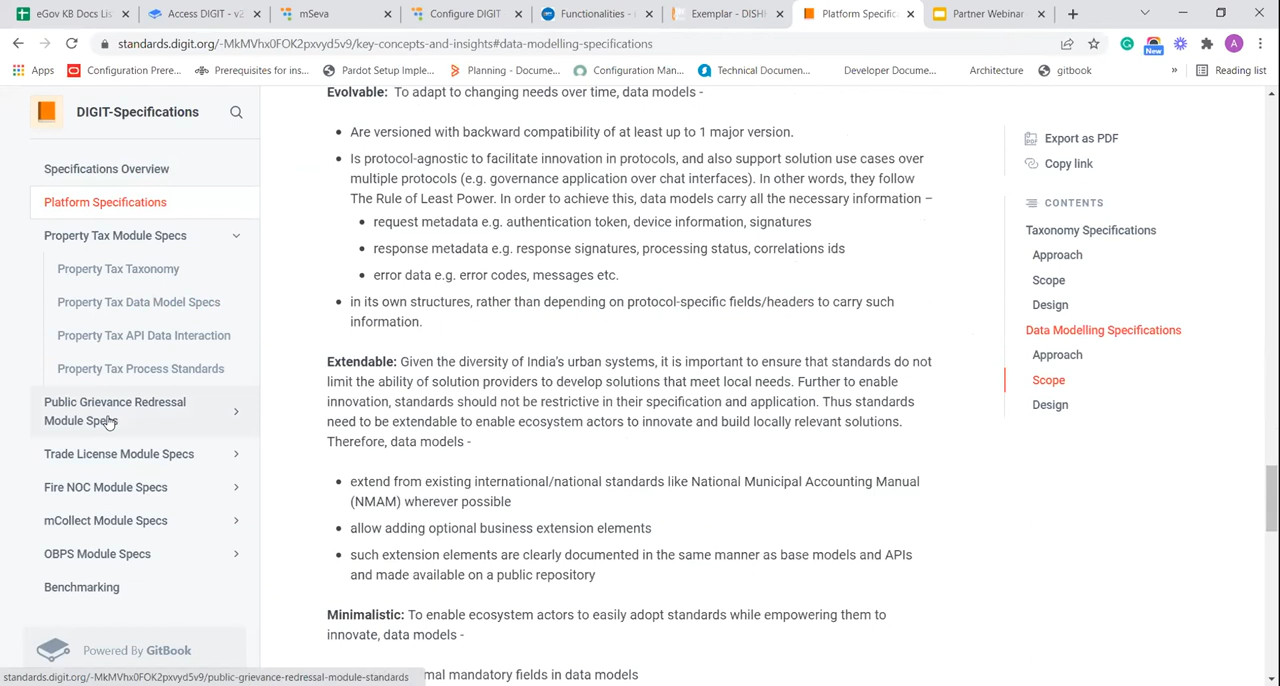 eGov KB Docs List
Access DIGIT - v2
mSeva
Configure DIGIT
Functionalities -
Exemplar - DISH
Platform Specific
Partner Webinar
standards.digit.org/-MkMVhx0FOK2pxvyd5v9/key-concepts-and-insights#data-modelling-specifications
New
A
Apps
Configuration Prere...
Prerequisites for ins...
Pardot Setup Imple...
Planning - Docume...
Configuration Man...
Technical Documen...
Developer Docume...
Architecture
gitbook
»
Reading list
DIGIT-Specifications
Specifications Overview
Platform Specifications
Property Tax Module Specs
Property Tax Taxonomy
Property Tax Data Model Specs
Property Tax API Data Interaction
Property Tax Process Standards
Public Grievance Redressal
Module Specs
Trade License Module Specs
Fire NOC Module Specs
mCollect Module Specs
OBPS Module Specs
Benchmarking
Powered By GitBook
standards.digit.org/-MkMVhx0FOK2pxvyd5v9/public-grievance-redressal-module-standards
Evolvable: To adapt to changing needs over time, data models -
• Are versioned with backward compatibility of at least up to 1 major version.
• Is protocol-agnostic to facilitate innovation in protocols, and also support solution use cases over
multiple protocols (e.g. governance application over chat interfaces). In other words, they follow
The Rule of Least Power. In order to achieve this, data models carry all the necessary information –
• request metadata e.g. authentication token, device information, signatures
• response metadata e.g. response signatures, processing status, correlations ids
• error data e.g. error codes, messages etc.
• in its own structures, rather than depending on protocol-specific fields/headers to carry such
information.
Extendable: Given the diversity of India's urban systems, it is important to ensure that standards do not
limit the ability of solution providers to develop solutions that meet local needs. Further to enable
innovation, standards should not be restrictive in their specification and application. Thus standards
need to be extendable to enable ecosystem actors to innovate and build locally relevant solutions.
Therefore, data models -
• extend from existing international/national standards like National Municipal Accounting Manual
(NMAM) wherever possible
• allow adding optional business extension elements
• such extension elements are clearly documented in the same manner as base models and APIs
and made available on a public repository
Minimalistic: To enable ecosystem actors to easily adopt standards while empowering them to
innovate, data models -
mal mandatory fields in data models
Export as PDF
Copy link
CONTENTS
Taxonomy Specifications
Approach
Scope
Design
Data Modelling Specifications
Approach
Scope
Design